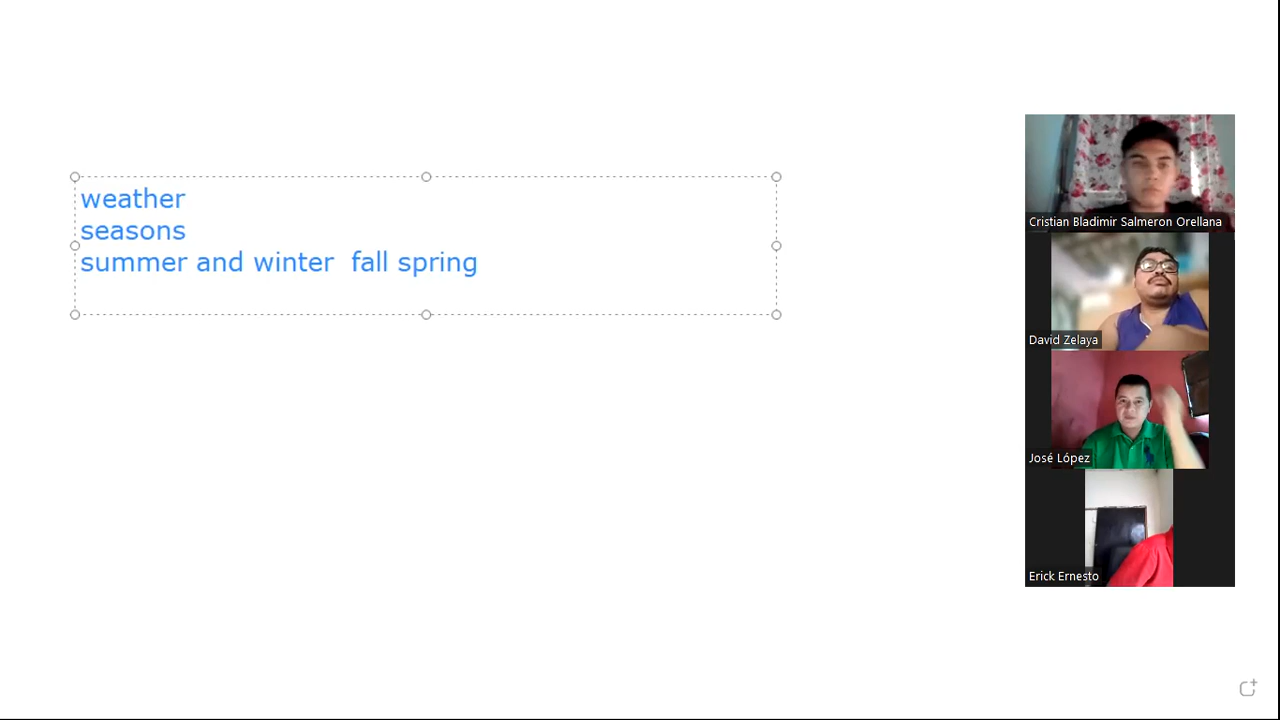 weather
seasons
summer and winter  fall spring
Cristian Bladimir Salmeron Orellana
David Zelaya
José López
Erick Ernesto